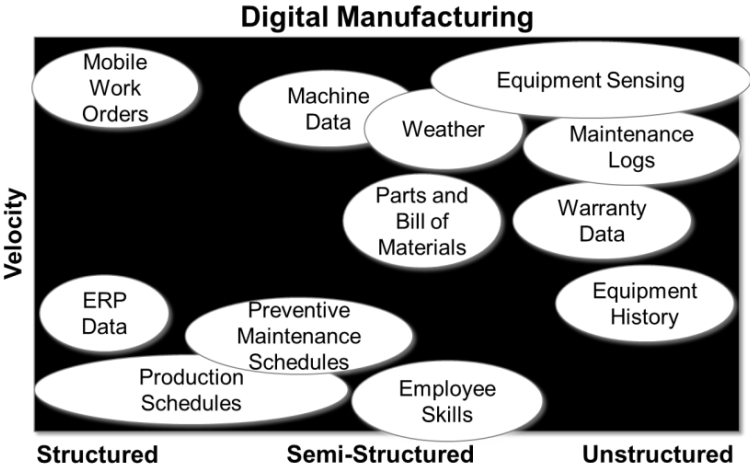 Digital Manufacturing
Mobile
Work
Orders
Machine
Data
Weather
Equipment Sensing
Maintenance
Logs
Parts and
Bill of
Materials
Warranty
Data
Velocity
ERP
Data
Preventive
Maintenance
Schedules
Equipment
History
Production
Schedules
Employee
Skills
Structured
Semi-Structured
Unstructured